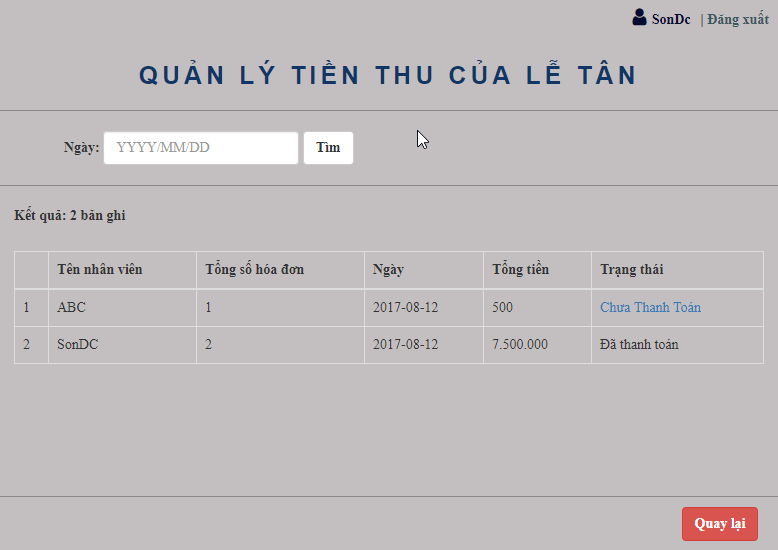 SonDc | Đăng xuất
QUẢN LÝ TIỀN THU CỦA LỄ TÂN
Ngày: YYYY/MM/DD Tìm
Kết quả: 2 bản ghi
Tên nhân viên Tổng số hóa đơn Ngày Tổng tiền Trạng thái
1 ABC 1 2017-08-12 500 Chưa Thanh Toán
2 SonDC 2 2017-08-12 7.500.000 Đã thanh toán
Quay lại